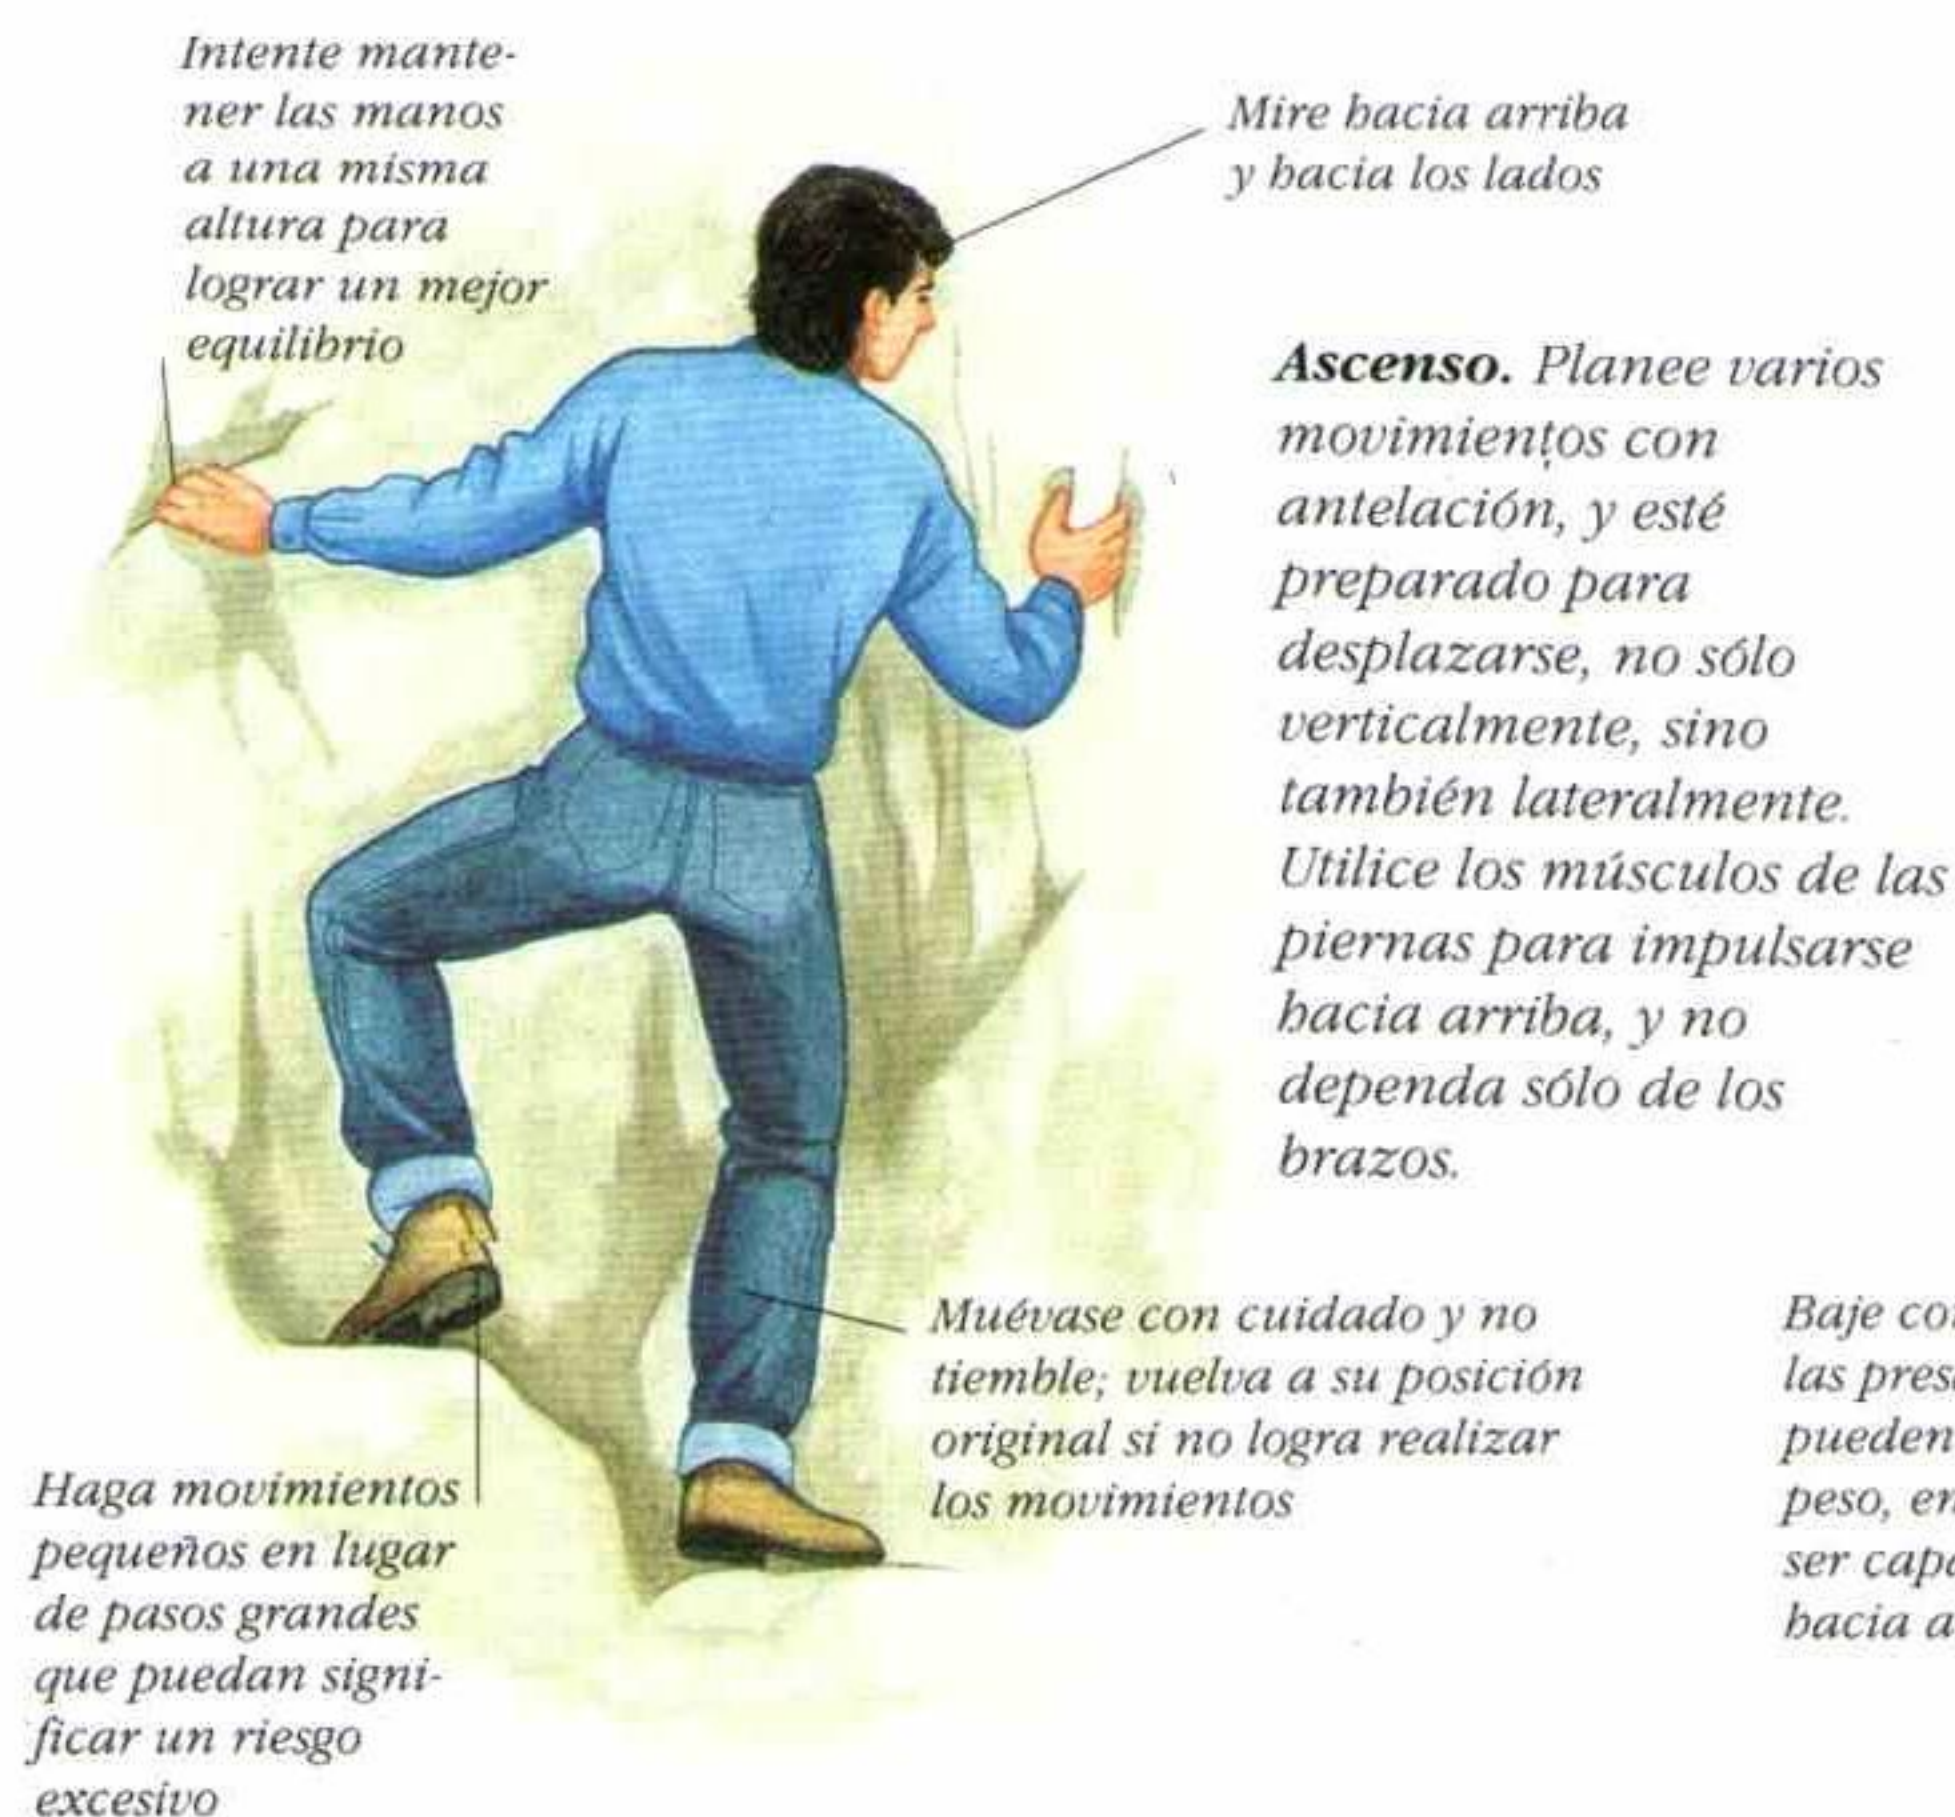 Intente mante-
ner las manos
a una misma
altura para
lograr un mejor
equilibrio
Mire hacia arriba
y hacia los lados
Ascenso. Planee varios
movimientos con
antelación, y esté
preparado para
desplazarse, no sólo
verticalmente, sino
también lateralmente.
Utilice los músculos de las
piernas para impulsarse
hacia arriba, y no
dependa sólo de los
brazos.
Muévase con cuidado y no
tiemble; vuelva a su posición
original si no logra realizar
los movimientos
Haga movimientos
pequeños en lugar
de pasos grandes
que puedan signi-
ficar un riesgo
excesivo
Baje
las
pueden
peso,
ser
hacia